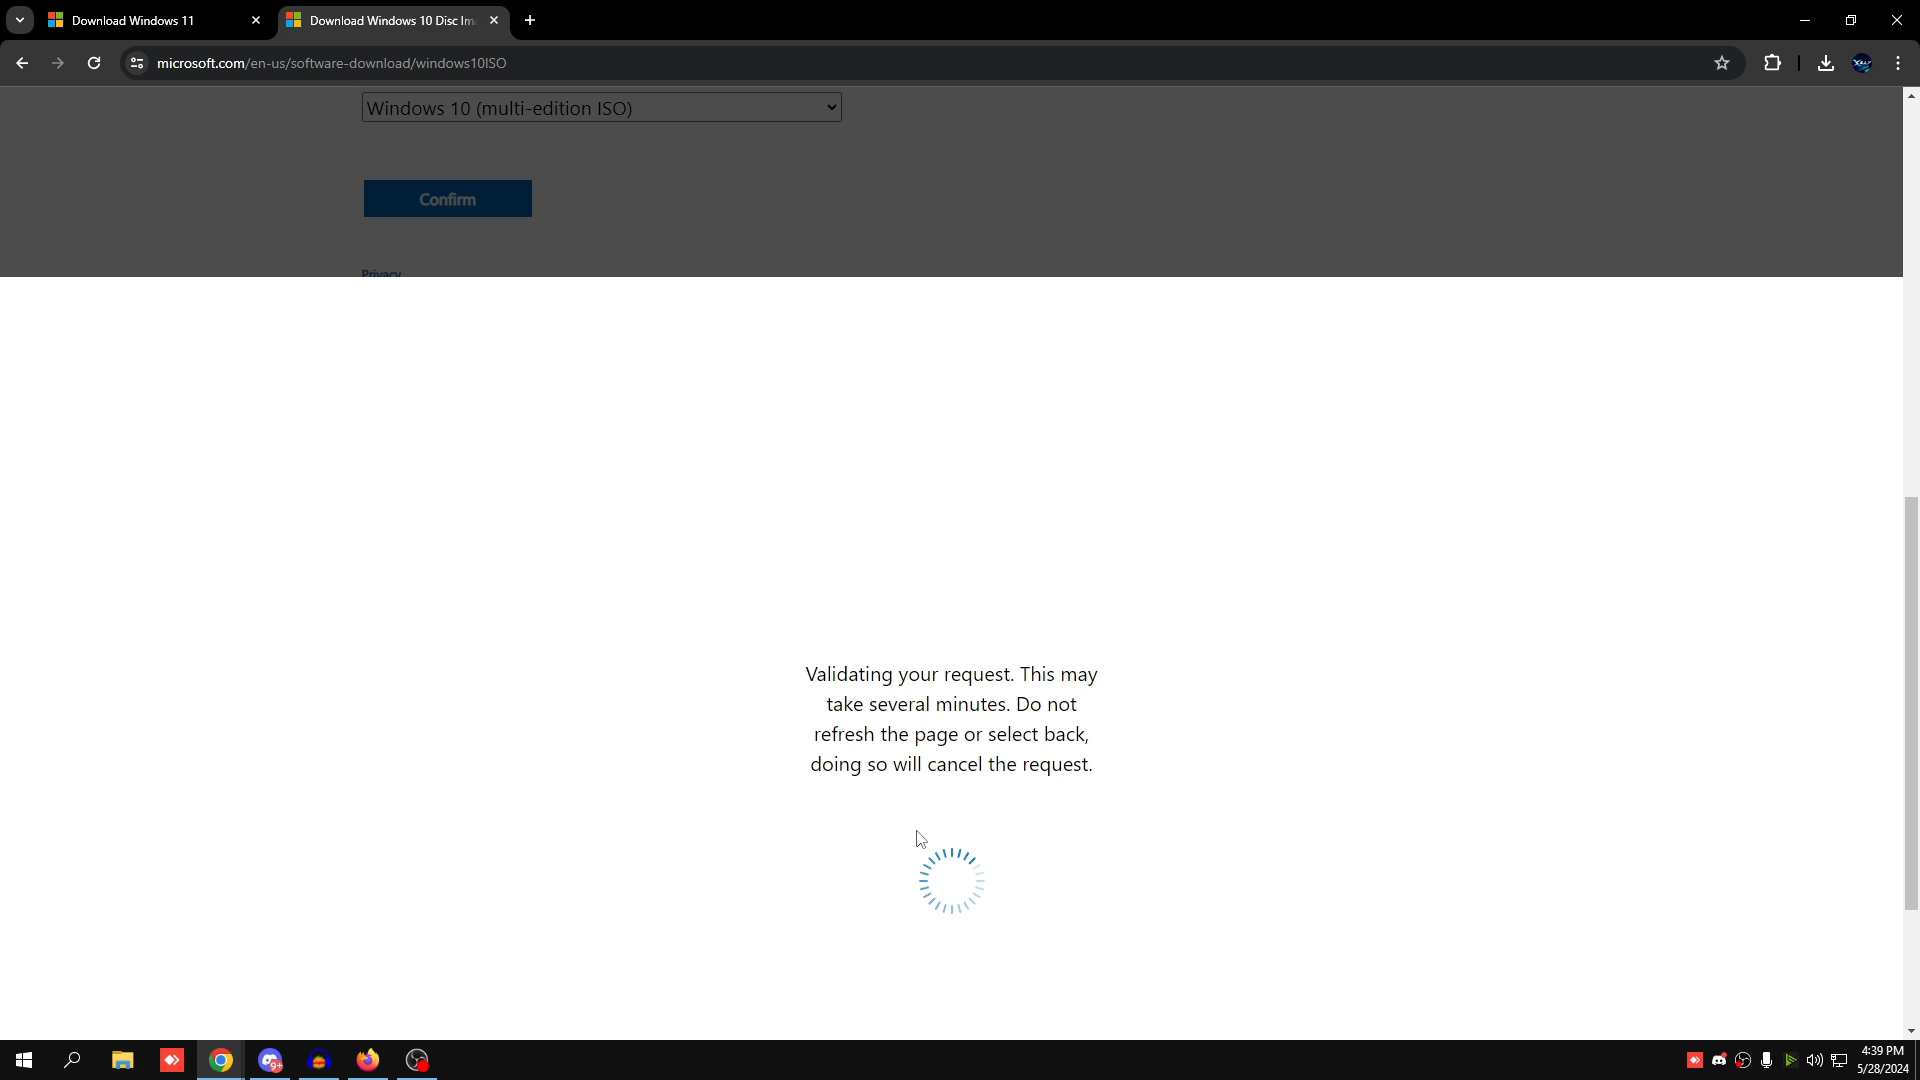 Download Windows 11
Download Windows 10 Disc Im
microsoft.com/en-us/software-download/windows10ISO
Windows 10 (multi-edition ISO)
Confirm
Privacy
Validating your request. This may
take several minutes. Do not
refresh the page or select back,
doing so will cancel the request.
9+
4:39 PM
5/28/2024